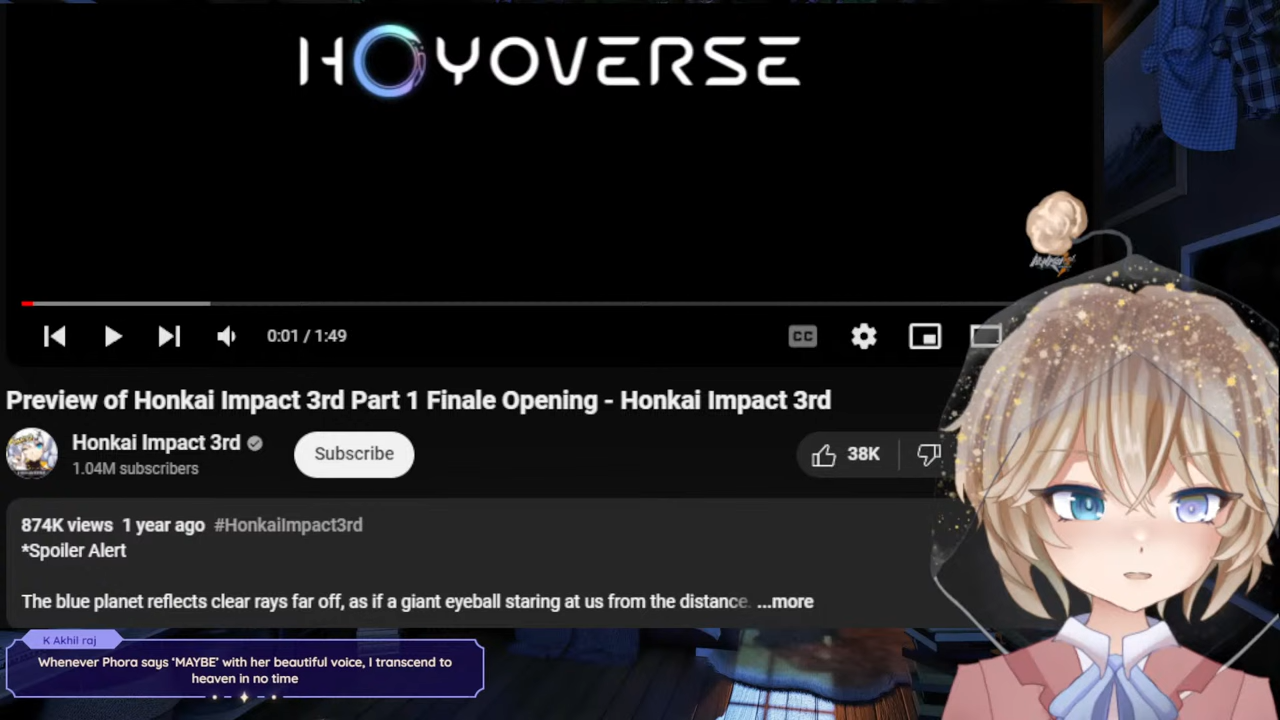 HOYOVERSE
0:01 / 1:49
CC
Preview of Honkai Impact 3rd Part 1 Finale Opening - Honkai Impact 3rd
Honkai Impact 3rd
1.04M subscribers
Subscribe
38K
874K views 1 year ago #HonkaiImpact3rd
*Spoiler Alert
The blue planet reflects clear rays far off, as if a giant eyeball staring at us from the distance. ...more
K Akhil raj
Whenever Phora says 'MAYBE' with her beautiful voice, I transcend to
heaven in no time